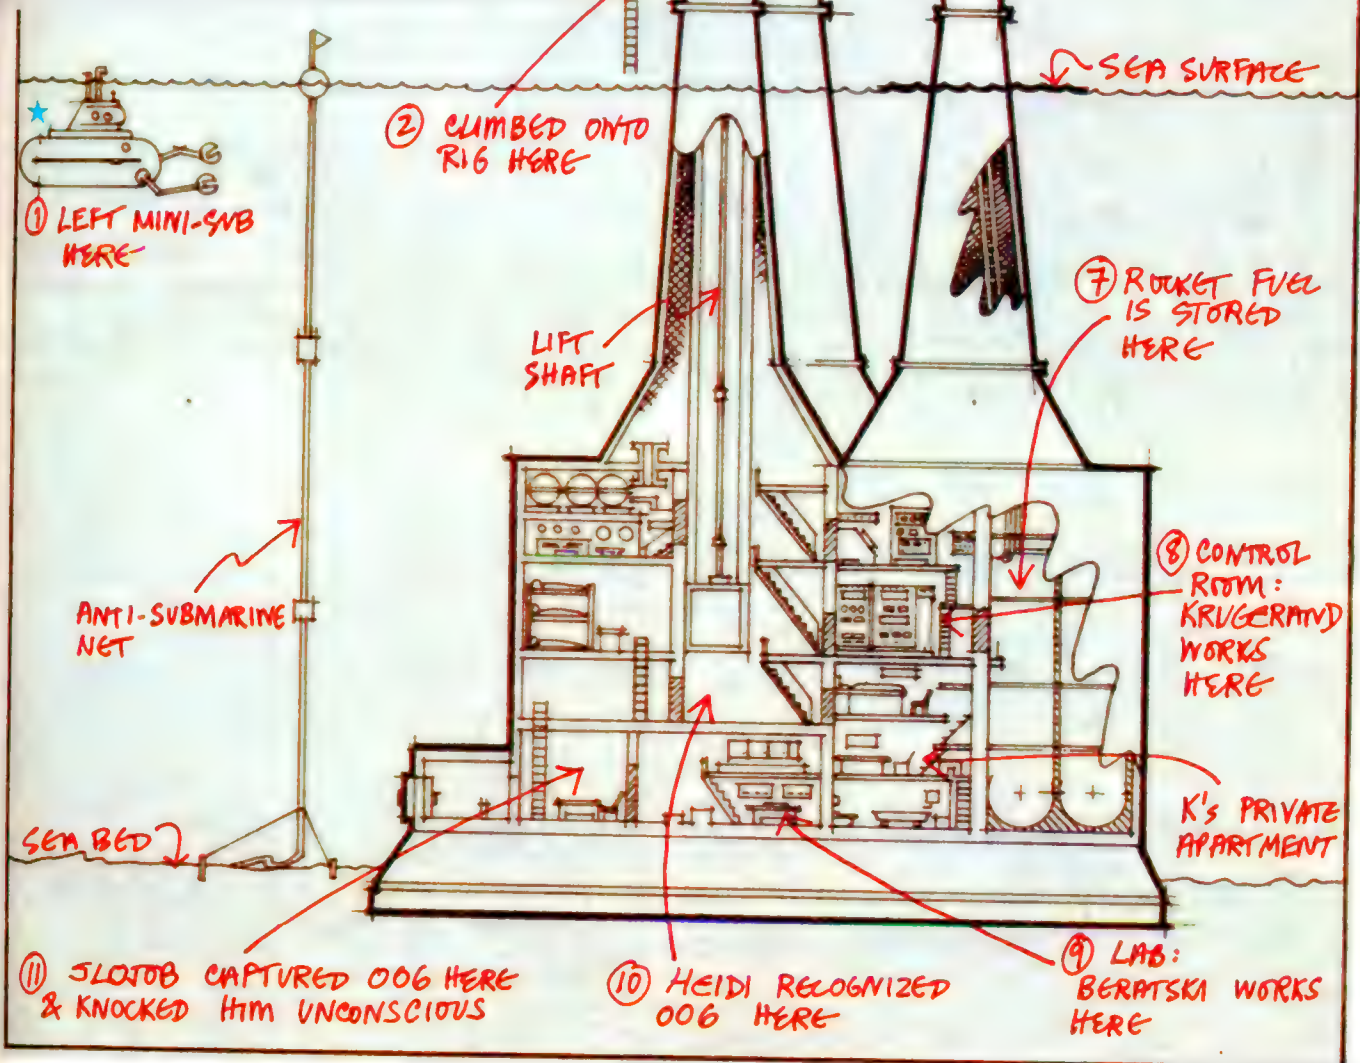 SEA SURFACE
② CLIMBED ONTO
RIG HERE
① LEFT MINI-SUB
HERE
⑦ ROCKET FUEL
IS STORED
HERE
LIFT
SHAFT
⑧ CONTROL
ROOM:
KRUGERAND
WORKS
HERE
ANTI-SUBMARINE
NET
K's PRIVATE
APARTMENT
SEA BED
⑪ SLOJOB CAPTURED 006 HERE
& KNOCKED HIM UNCONSCIOUS
⑩ HEIDI RECOGNIZED
006 HERE
⑨ LAB:
BERATSKI WORKS
HERE